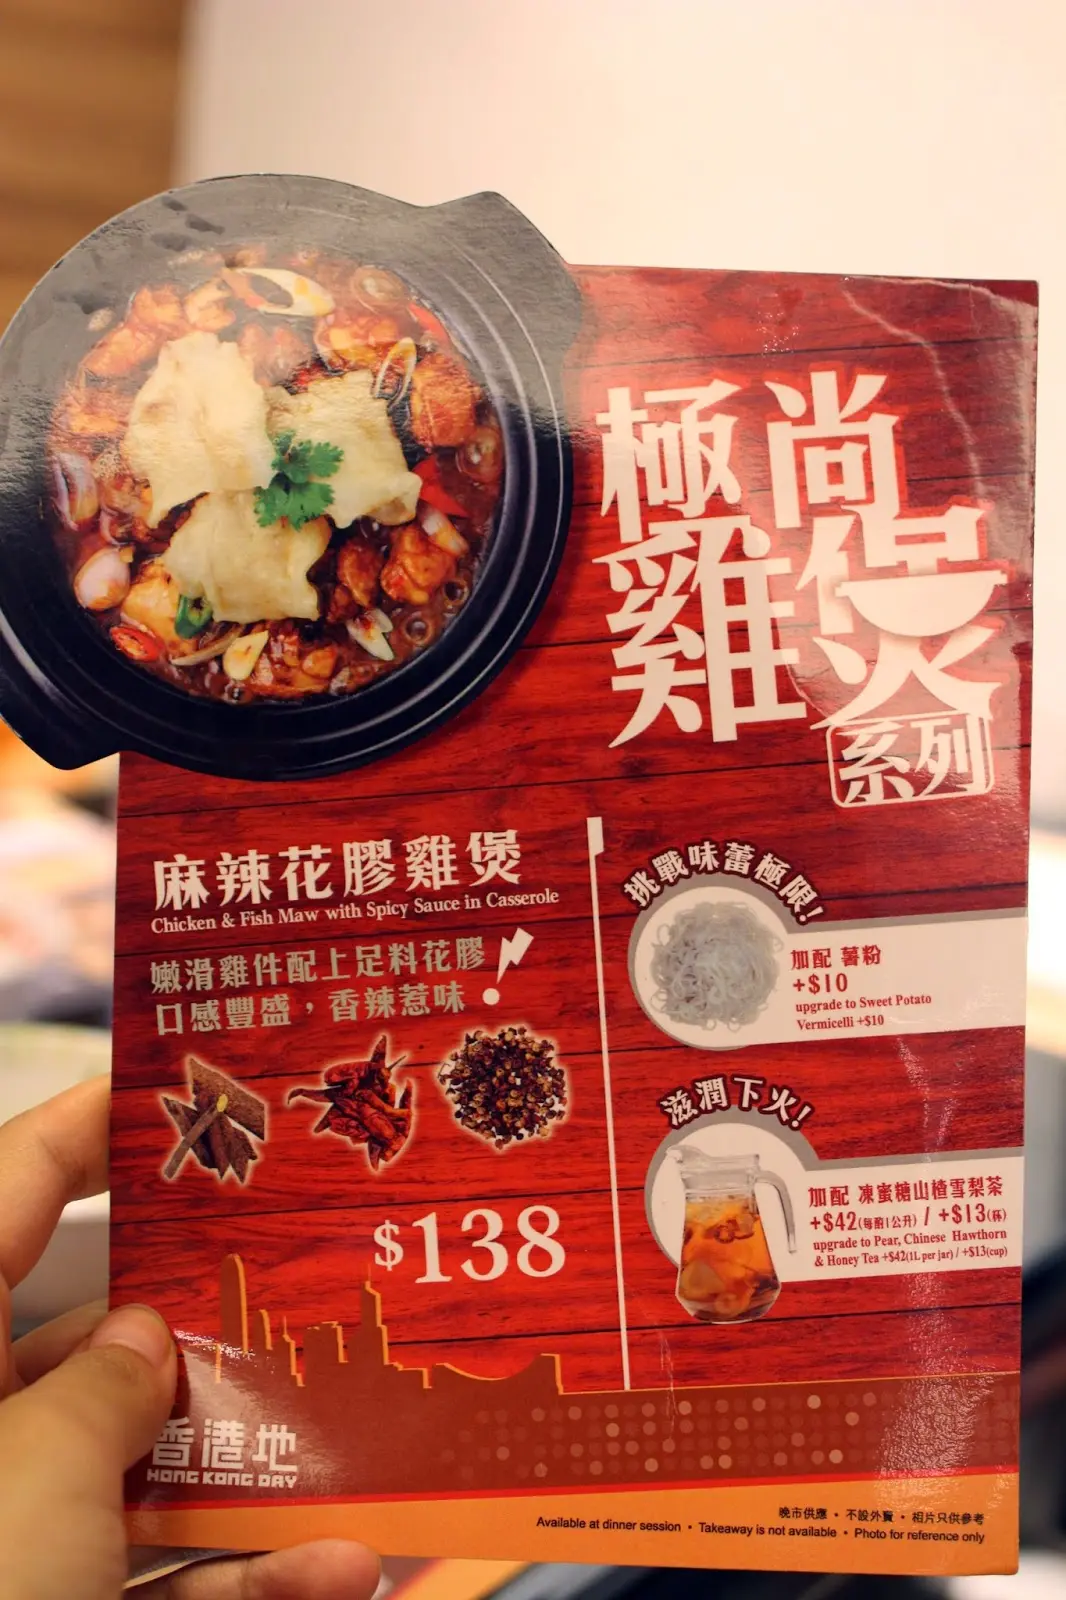 極尚
雞煲
系列
麻辣花膠雞煲
Chicken & Fish Maw with Spicy Sauce in Casserole
嫩滑雞件配上足料花膠
口感豐盛，香辣惹味！
$138
挑戰味蕾極限!
加配 薯粉
+$10
upgrade to Sweet Potato
Vermicelli +$10
滋潤下火!
加配 凍蜜糖山楂雪梨茶
+$42(每酌1公升) / +$13(杯)
upgrade to Pear, Chinese Hawthorn
& Honey Tea +$42(1L per jar) / +$13(cup)
香港地
HONG KONG DAY
晚市供應 • 不設外賣 • 相片只供參考
Available at dinner session • Takeaway is not available • Photo for reference only